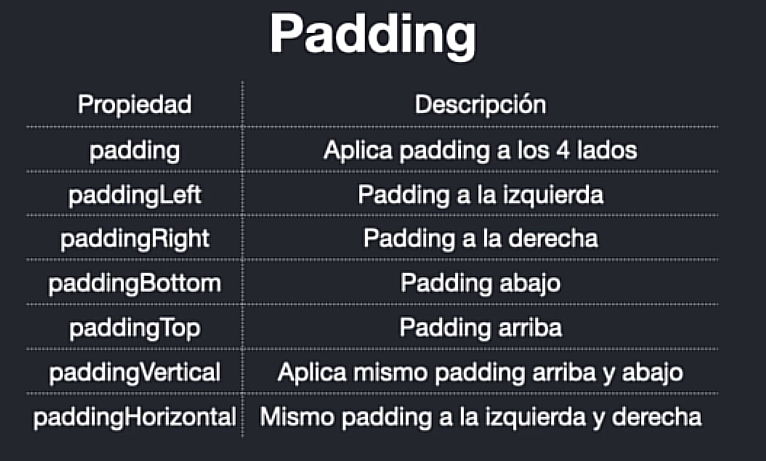 Padding
Propiedad Descripción
padding Aplica padding a los 4 lados
paddingLeft Padding a la izquierda
paddingRight Padding a la derecha
paddingBottom Padding abajo
paddingTop Padding arriba
paddingVertical Aplica mismo padding arriba y abajo
paddingHorizontal Mismo padding a la izquierda y derecha